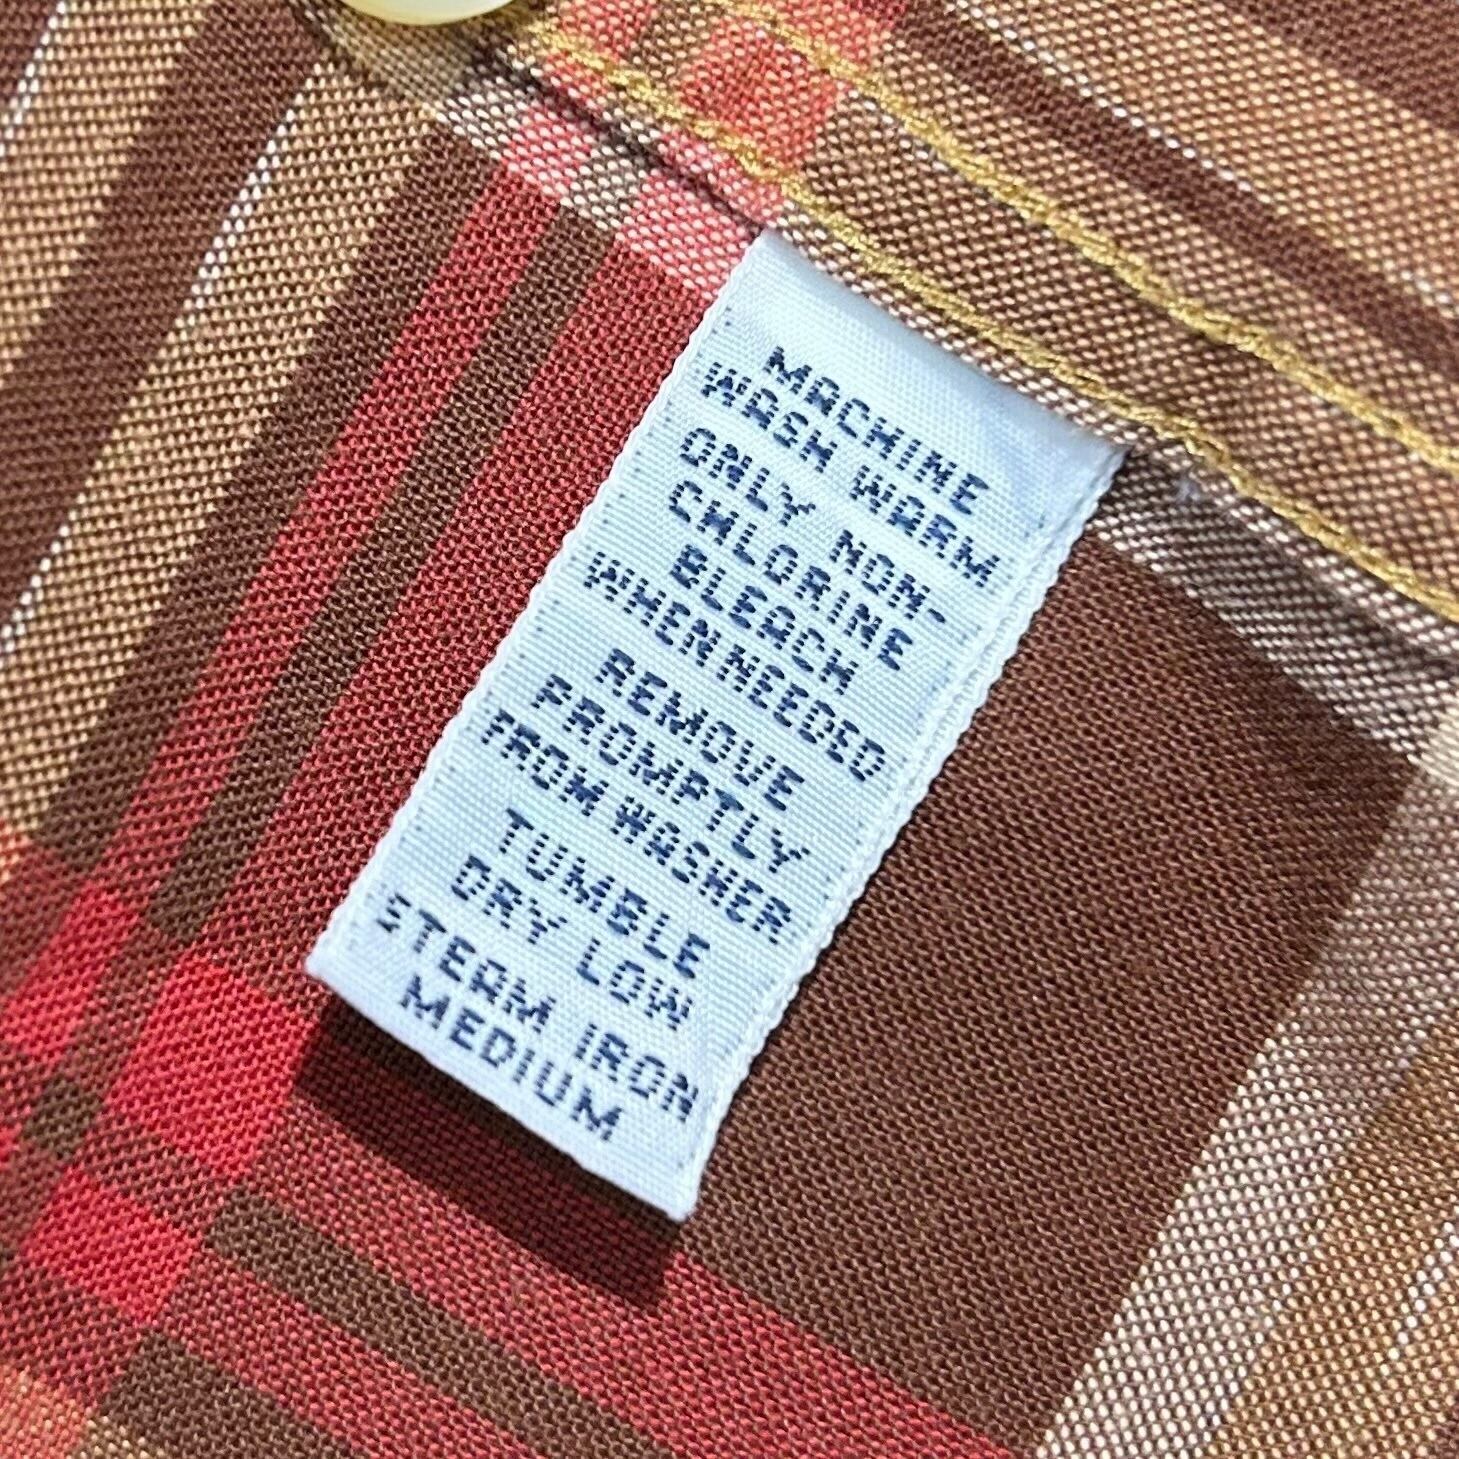 MACHINE
WASH WARM
ONLY NON-
CHLORINE
BLEACH
WHEN NEEDED
REMOVE
PROMPTLY
FROM WASHER
TUMBLE
DRY LOW
STEAM IRON
MEDIUM